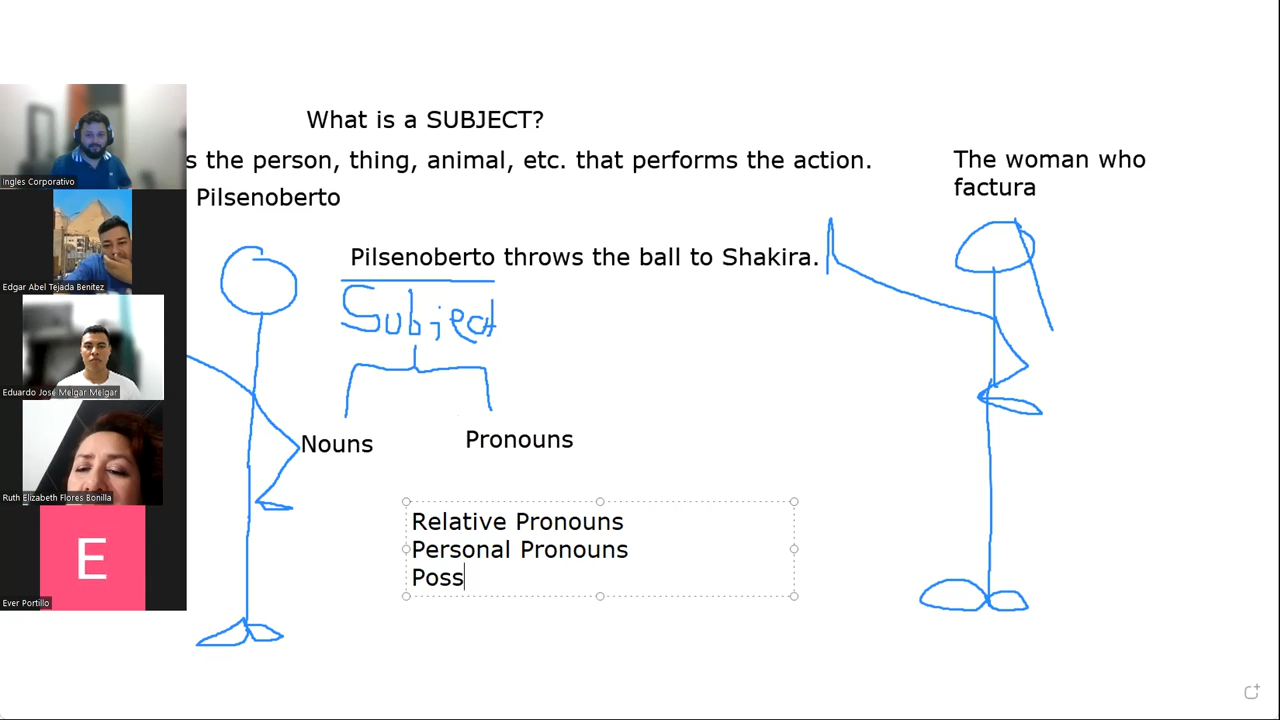 What is a SUBJECT?
s the person, thing, animal, etc. that performs the action.
The woman who
factura
Pilsenoberto
Pilsenoberto throws the ball to Shakira.
Subject
Nouns
Pronouns
Relative Pronouns
Personal Pronouns
Poss
Ingles Corporativo
Edgar Abel Tejada Benitez
Eduardo José Melgar Melgar
Ruth Elizabeth Flores Bonilla
E
Ever Portillo